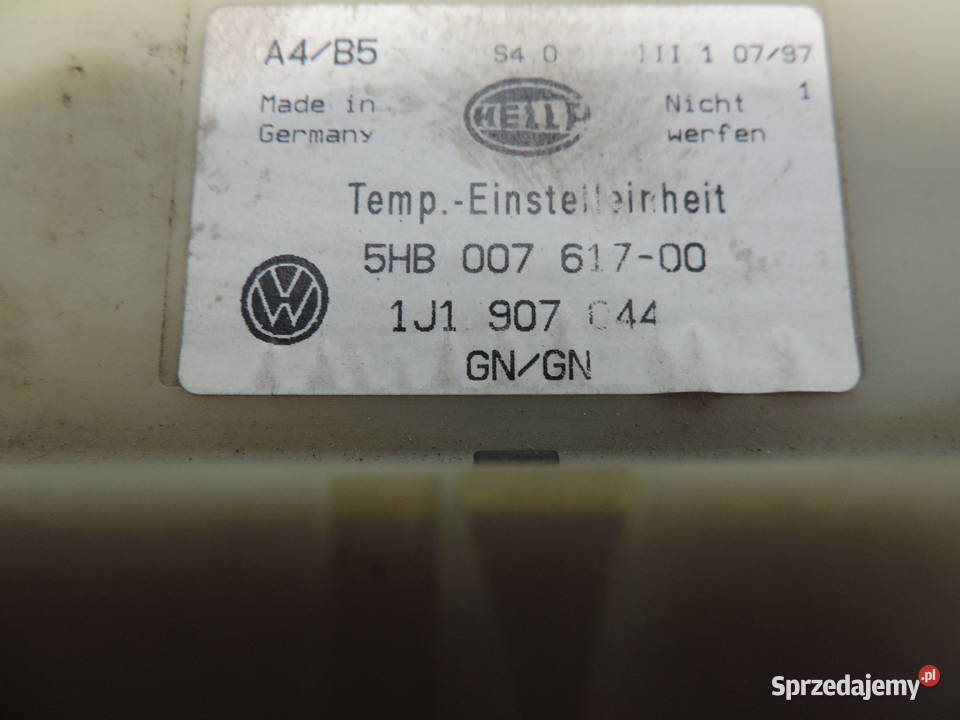 A4/B5 S4.0 III 1 07/97
Made in HELLA Nicht 1
Germany werfen
Temp.-Einstelleinheit
5HB 007 617-00
VW 1J1 907 044
GN/GN
Sprzedajemy.pl